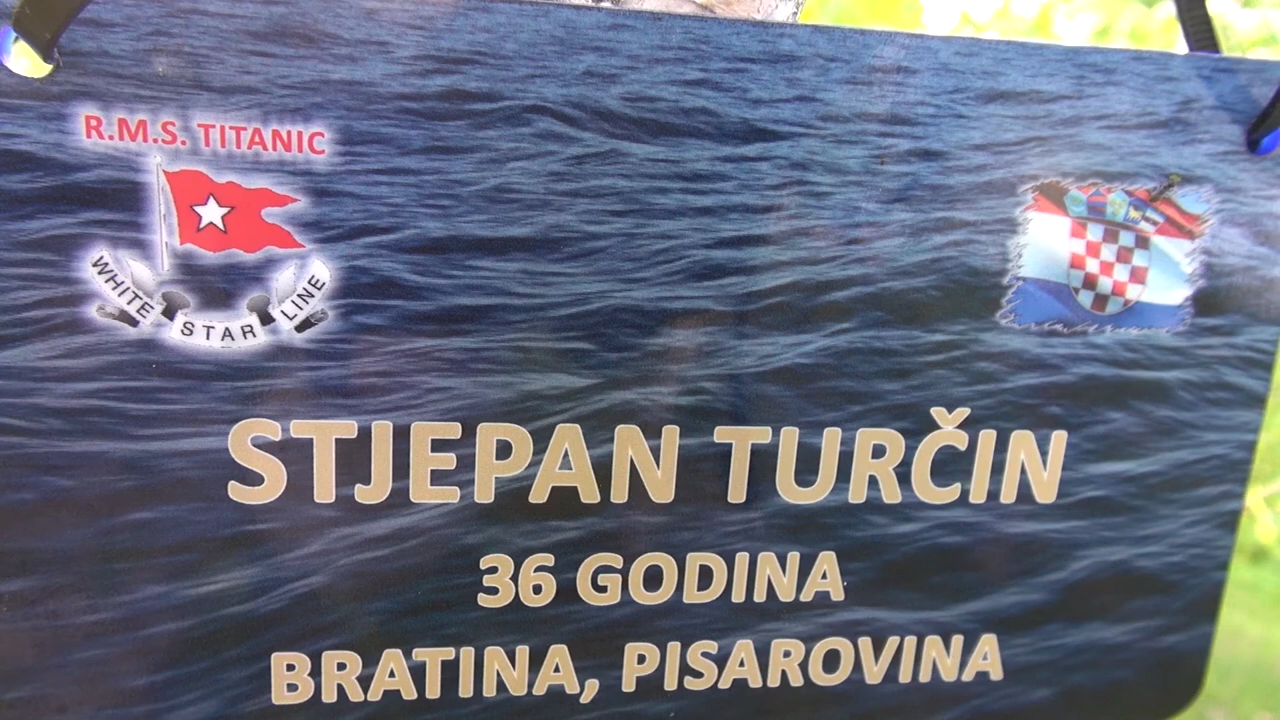 R.M.S. TITANIC
WHITE STAR LINE
STJEPAN TURČIN
36 GODINA
BRATINA, PISAROVINA